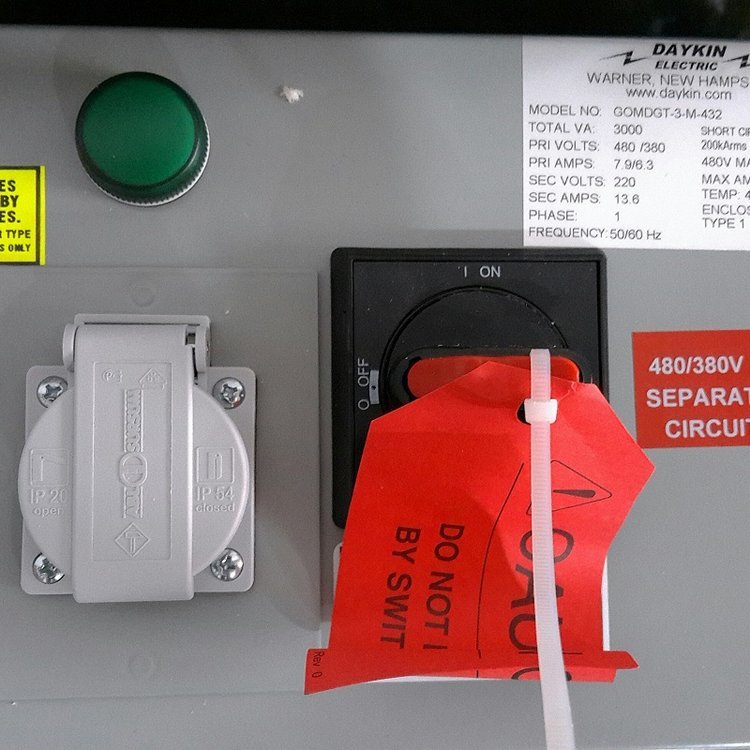 DAYKIN
ELECTRIC
WARNER, NEW HAMPS
www.daykin.com
MODEL NO: GOMDGT-3-M-432
TOTAL VA: 3000
PRI VOLTS: 480 /380
PRI AMPS: 7.9/6.3
SEC VOLTS: 220
SEC AMPS: 13.6
PHASE: 1
FREQUENCY: 50/60 Hz
SHORT CIR
200kArms
480V MA
MAX AM
TEMP: 4
ENCLOS
TYPE 1
ES
BY
ES.
R TYPE
S ONLY
I ON
O OFF
480/380V
SEPARAT
CIRCUIT
IP 20
open
IP 54
closed
CAU
DO NOT I
BY SWIT
Rev 0